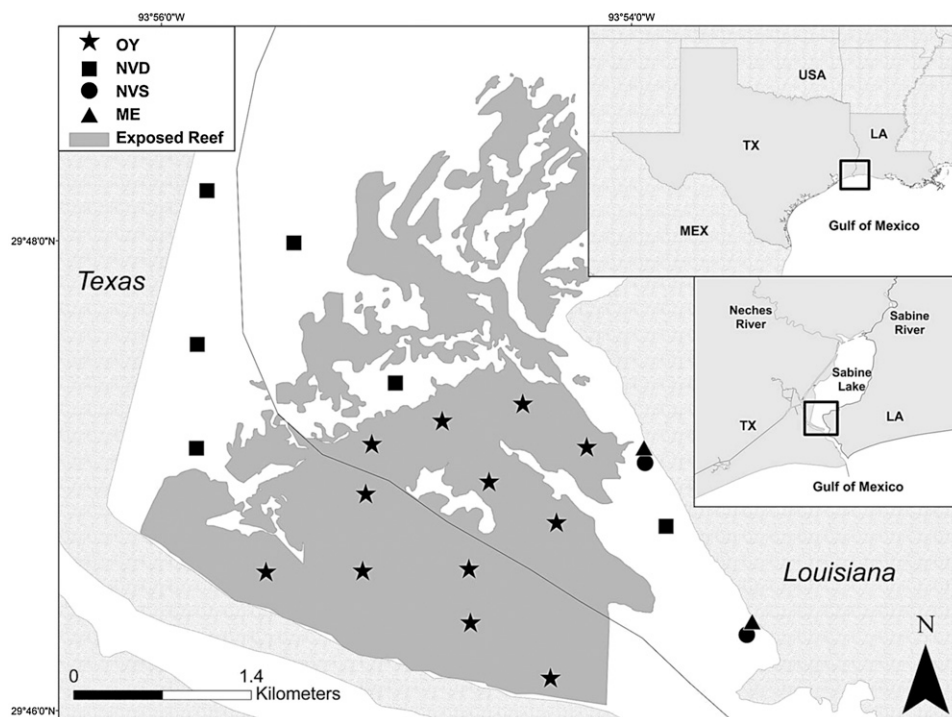 93°56'0"W
93°54'0"W
OY
NVD
NVS
ME
Exposed Reef
USA
TX
LA
MEX
Gulf of Mexico
29°48'0"N
Texas
Neches
River
Sabine
River
Sabine
Lake
TX
LA
Gulf of Mexico
Louisiana
N
0
1.4
Kilometers
29°46'0"N